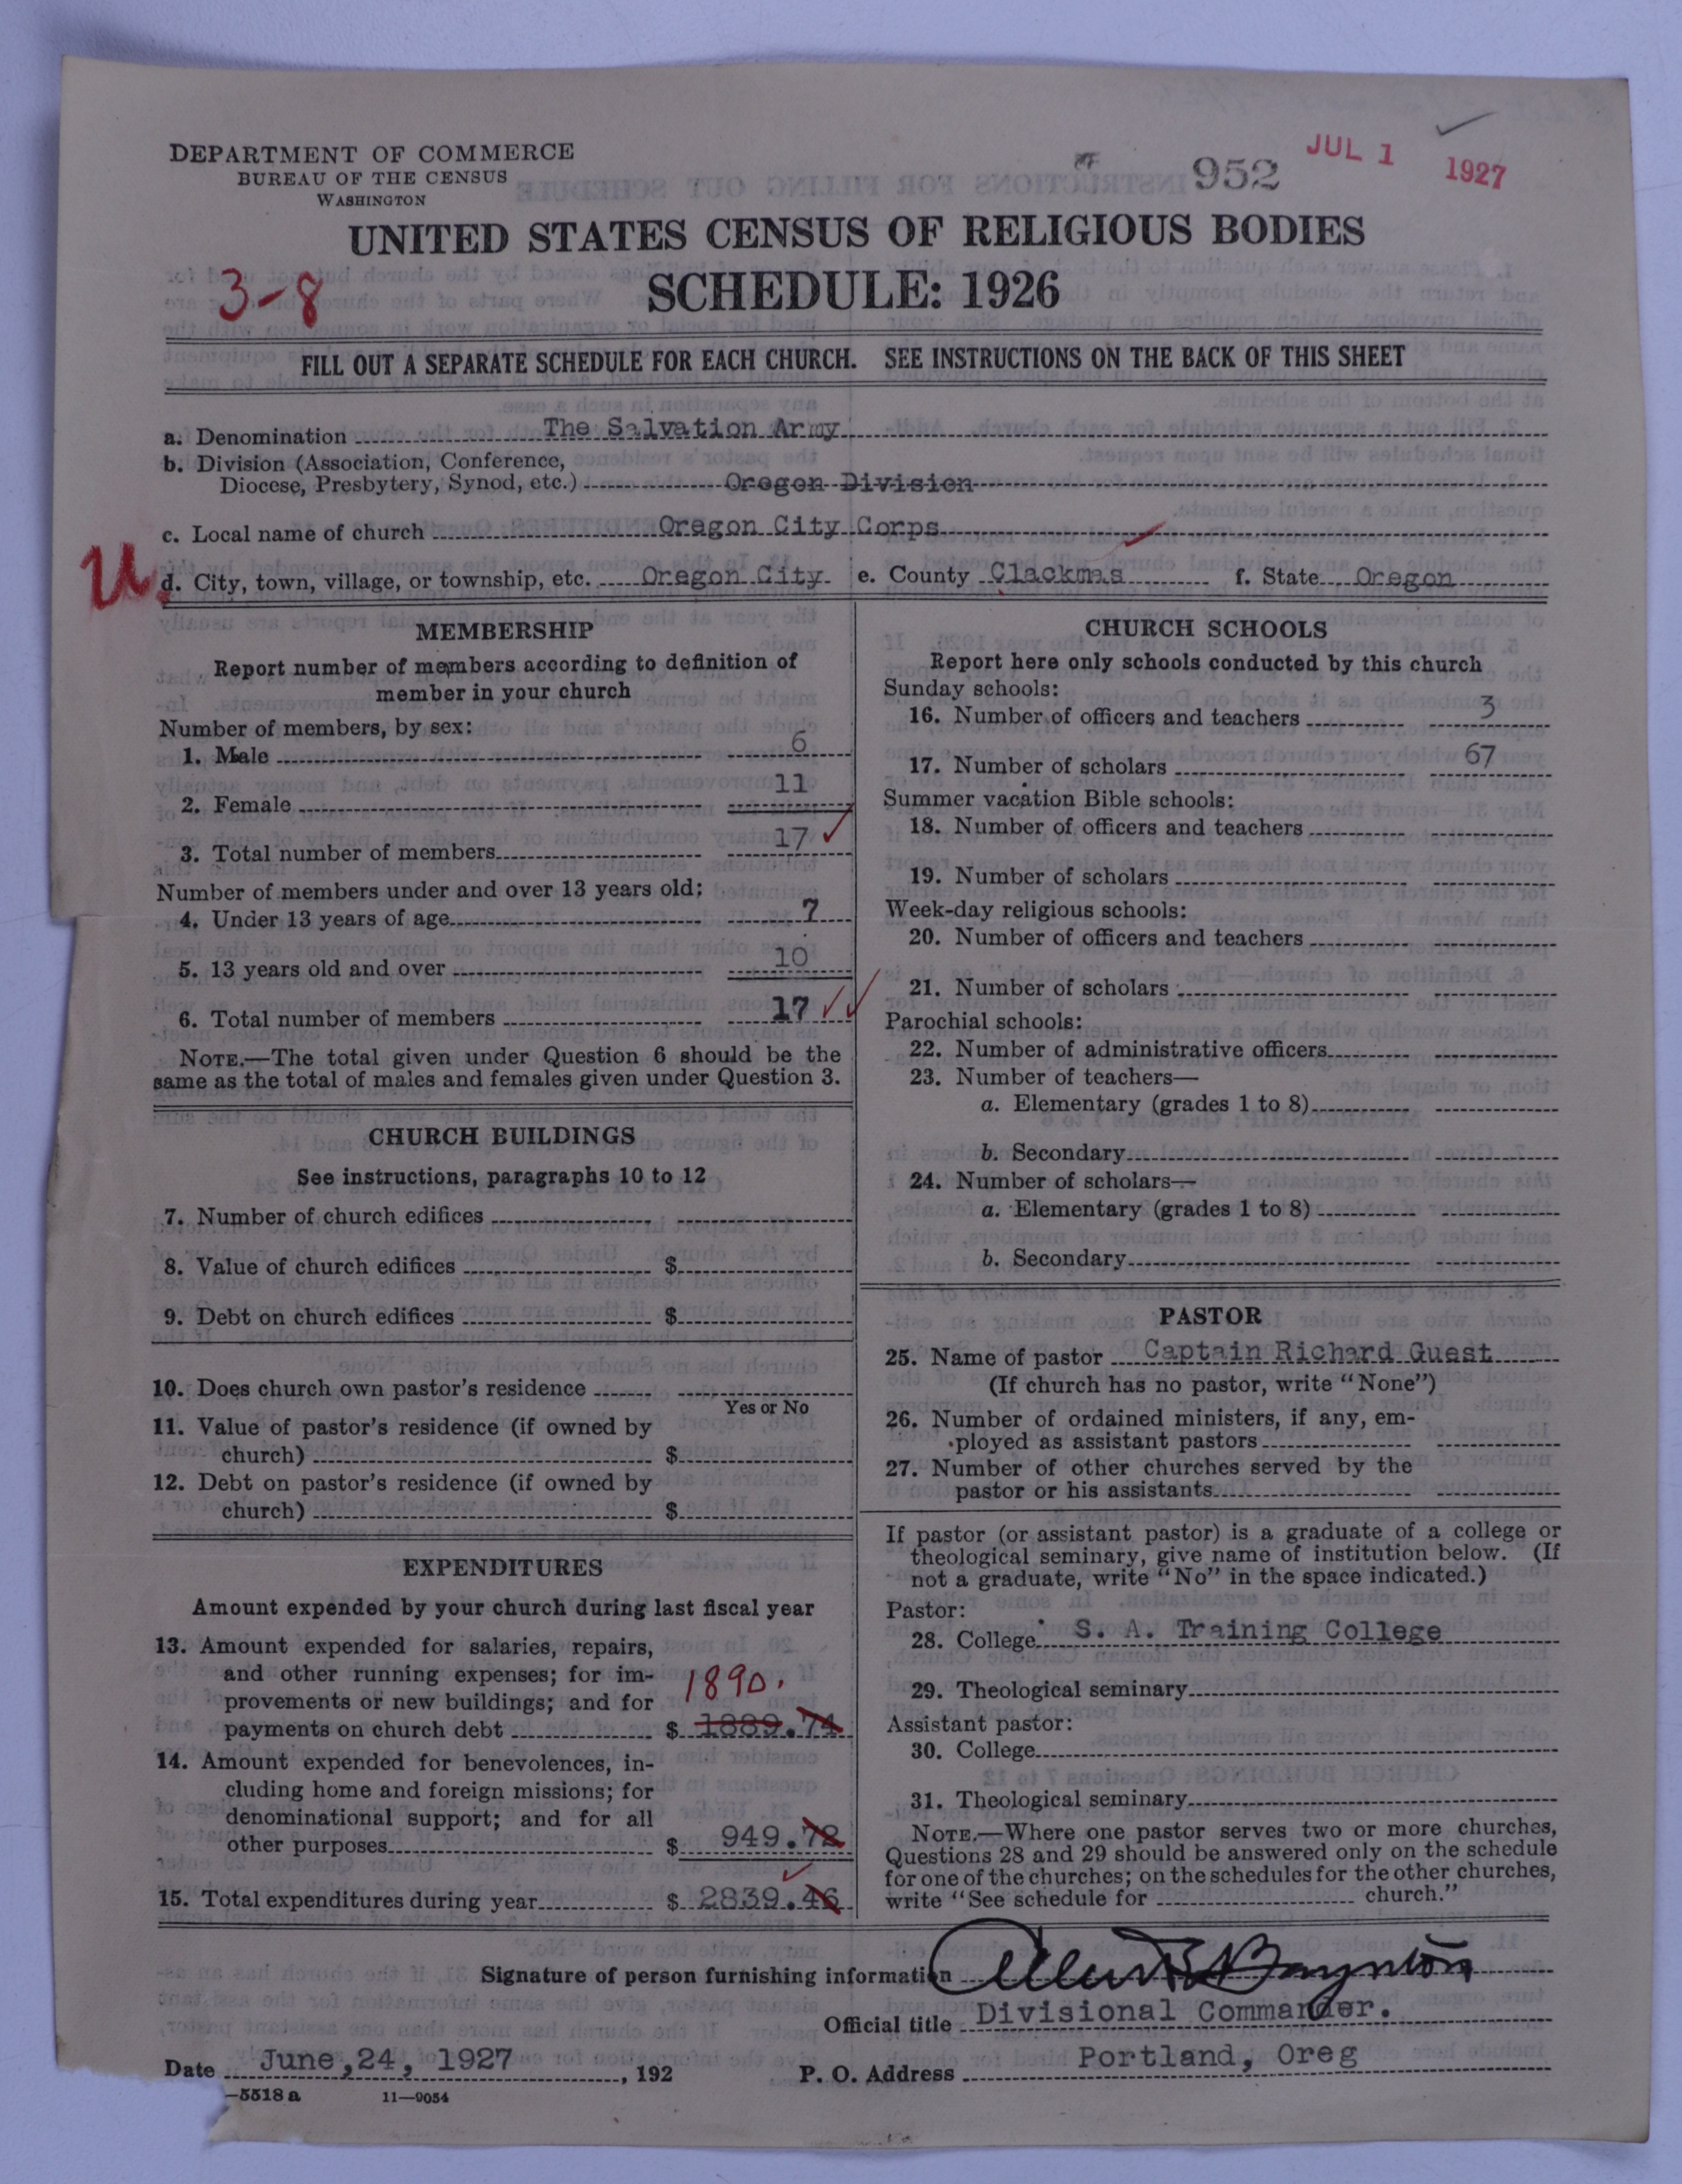 DEPARTMENT OF COMMERCE
BUREAU OF THE CENSUS
WASHINGTON
952
JUL 1 1927
UNITED STATES CENSUS OF RELIGIOUS BODIES
SCHEDULE: 1926
3-8
FILL OUT A SEPARATE SCHEDULE FOR EACH CHURCH. SEE INSTRUCTIONS ON THE BACK OF THIS SHEET
a. Denomination The Salvation Army
b. Division (Association, Conference,
Diocese, Presbytery, Synod, etc.) Oregon Division
c. Local name of church Oregon City Corps
U
d. City, town, village, or township, etc. Oregon City e. County Clackmas f. State Oregon
MEMBERSHIP
Report number of members according to definition of
member in your church
Number of members, by sex:
1. Male 6
2. Female 11
3. Total number of members 17
Number of members under and over 13 years old:
4. Under 13 years of age 7
5. 13 years old and over 10
6. Total number of members 17
NOTE.—The total given under Question 6 should be the
same as the total of males and females given under Question 3.
CHURCH BUILDINGS
See instructions, paragraphs 10 to 12
7. Number of church edifices
8. Value of church edifices $
9. Debt on church edifices $
10. Does church own pastor's residence
Yes or No
11. Value of pastor's residence (if owned by
church) $
12. Debt on pastor's residence (if owned by
church) $
EXPENDITURES
Amount expended by your church during last fiscal year
13. Amount expended for salaries, repairs,
and other running expenses; for im-
provements or new buildings; and for 1890.
payments on church debt $ 1889.74
14. Amount expended for benevolences, in-
cluding home and foreign missions; for
denominational support; and for all
other purposes $ 949.72
15. Total expenditures during year $ 2839.46
CHURCH SCHOOLS
Report here only schools conducted by this church
Sunday schools:
16. Number of officers and teachers 3
17. Number of scholars 67
Summer vacation Bible schools:
18. Number of officers and teachers
19. Number of scholars
Week-day religious schools:
20. Number of officers and teachers
21. Number of scholars
Parochial schools:
22. Number of administrative officers
23. Number of teachers—
a. Elementary (grades 1 to 8)
b. Secondary
24. Number of scholars—
a. Elementary (grades 1 to 8)
b. Secondary
PASTOR
25. Name of pastor Captain Richard Guest
(If church has no pastor, write "None")
26. Number of ordained ministers, if any, em-
ployed as assistant pastors
27. Number of other churches served by the
pastor or his assistants
If pastor (or assistant pastor) is a graduate of a college or
theological seminary, give name of institution below. (If
not a graduate, write "No" in the space indicated.)
Pastor:
28. College S. A. Training College
29. Theological seminary
Assistant pastor:
30. College
31. Theological seminary
NOTE.—Where one pastor serves two or more churches,
Questions 28 and 29 should be answered only on the schedule
for one of the churches; on the schedules for the other churches,
write "See schedule for church."
Signature of person furnishing information
Official title Divisional Commander.
Date June,24, 1927, 192 P. O. Address Portland, Oreg
-5518a 11—9054